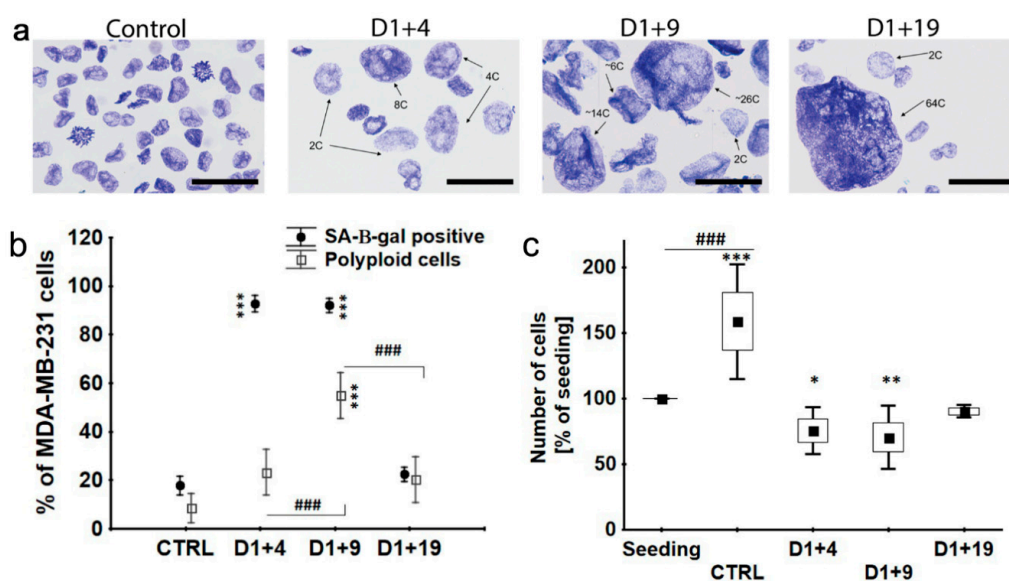 a
Control
D1+4
D1+9
D1+19
2C
8C
4C
~6C
~14C
~26C
2C
2C
64C
b
120
100
80
60
40
20
0
% of MDA-MB-231 cells
SA-B-gal positive
Polyploid cells
***
***
***
###
###
CTRL
D1+4
D1+9
D1+19
c
200
150
100
50
0
Number of cells
[% of seeding]
###
***
*
**
Seeding
CTRL
D1+4
D1+9
D1+19